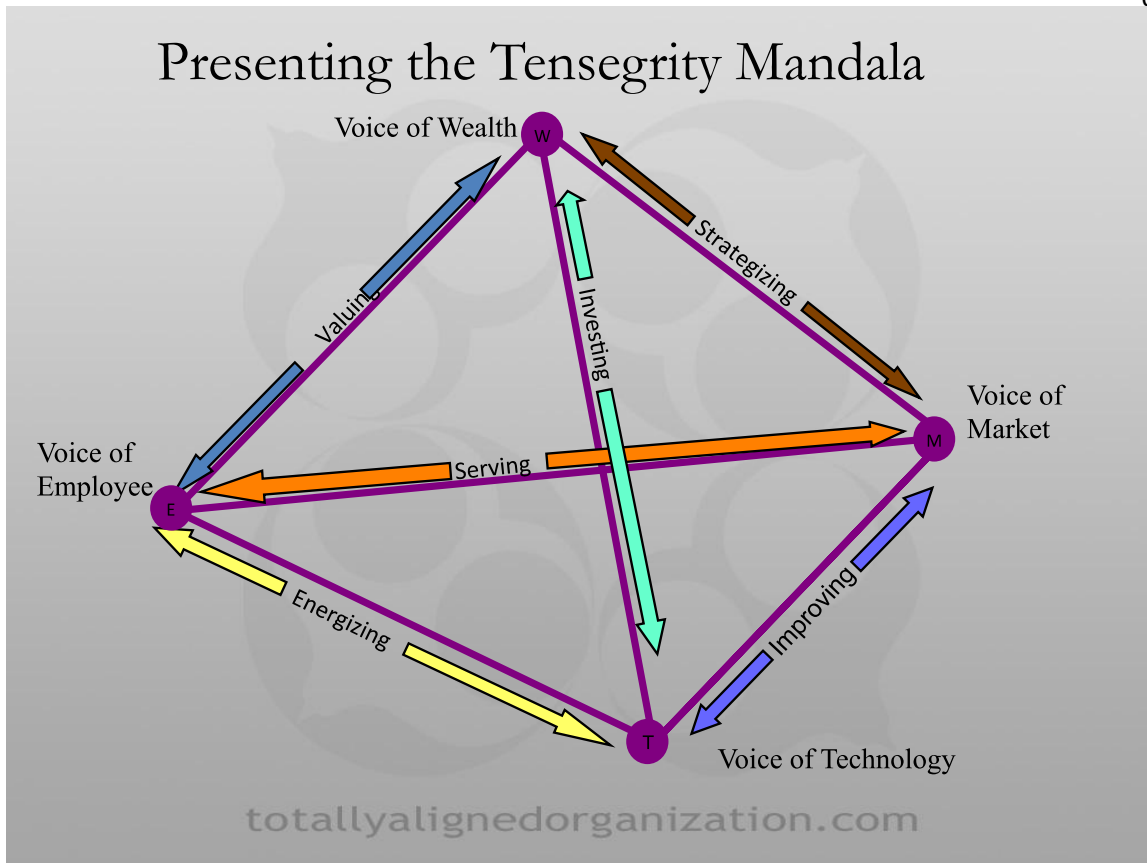 Presenting the Tensegrity Mandala
Voice of Wealth
W
Strategizing
Valuing
Investing
Voice of
Market
M
Voice of
Employee
E
Serving
Energizing
Improving
T
Voice of Technology
totallyalignedorganization.com